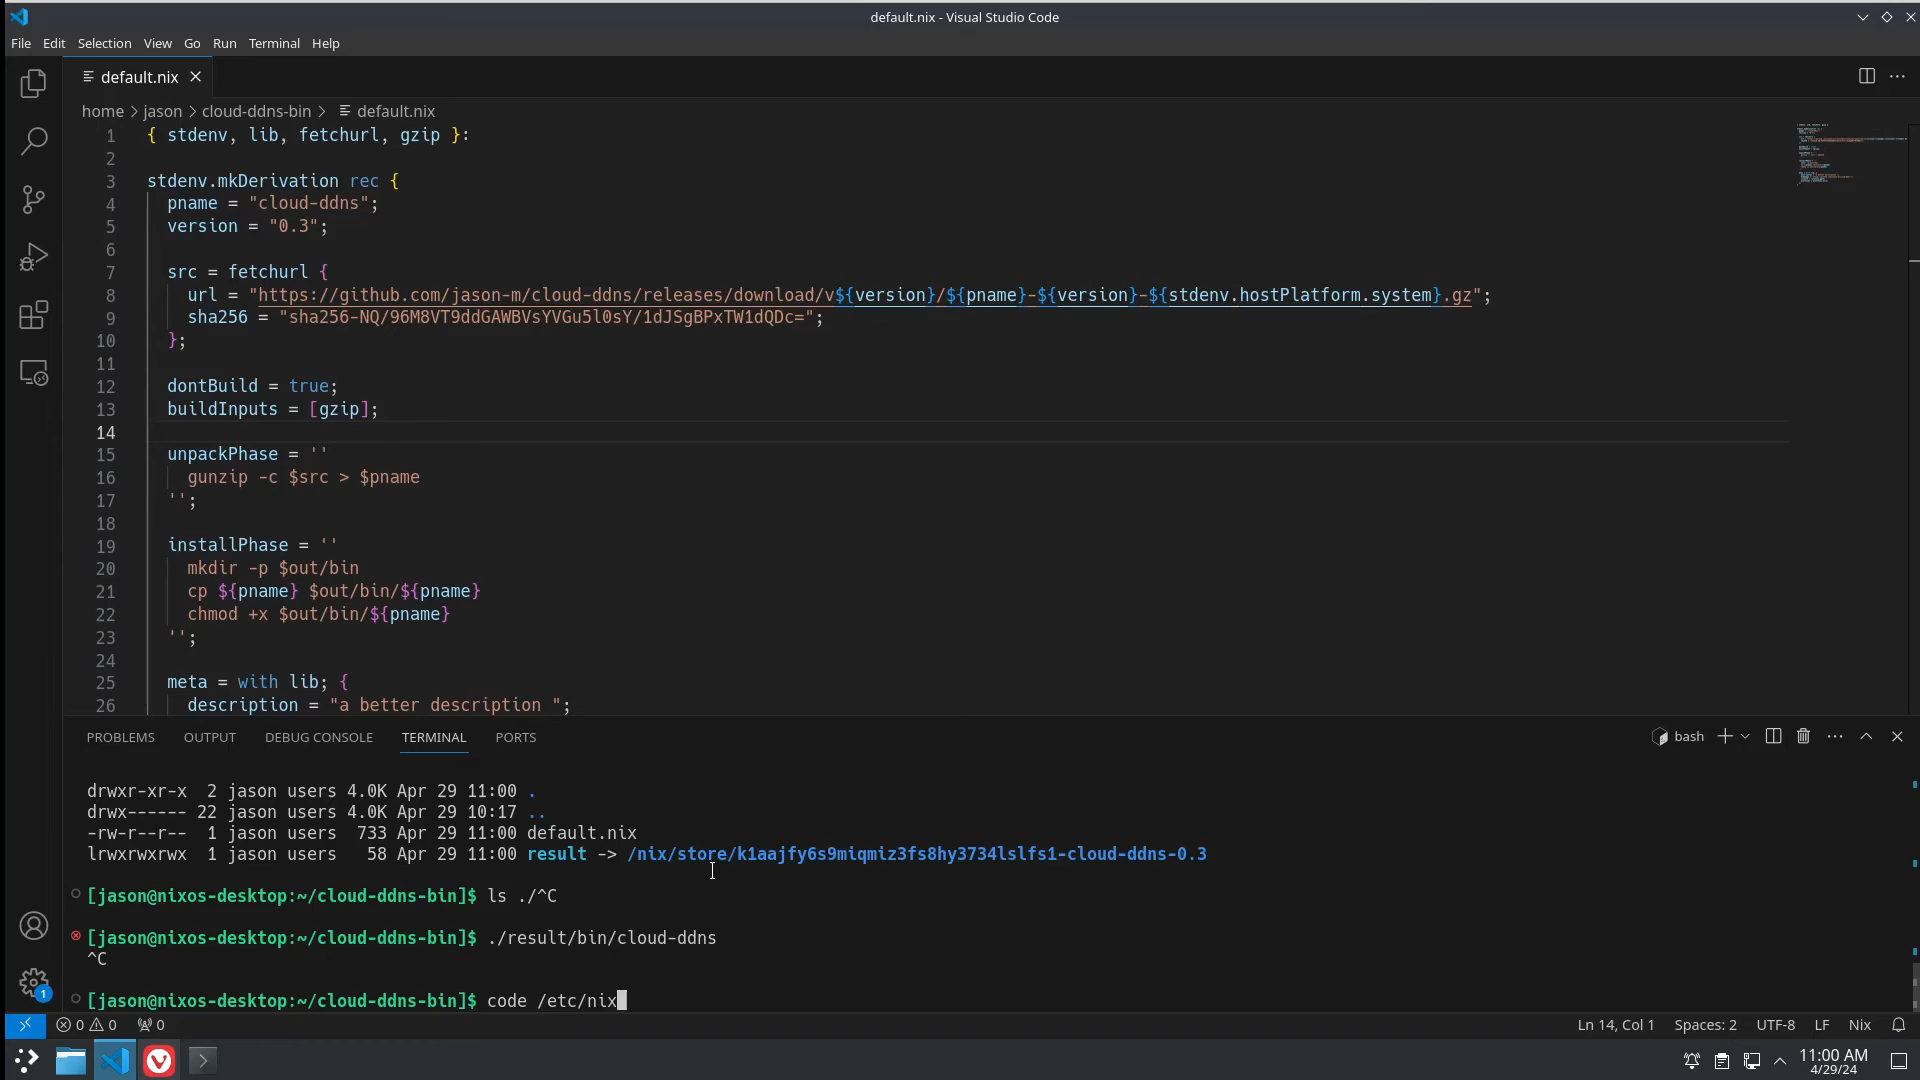 default.nix - Visual Studio Code
File Edit Selection View Go Run Terminal Help
default.nix
home > jason > cloud-ddns-bin > default.nix
1 { stdenv, lib, fetchurl, gzip }:
2
3 stdenv.mkDerivation rec {
4 pname = "cloud-ddns";
5 version = "0.3";
6
7 src = fetchurl {
8 url = "https://github.com/jason-m/cloud-ddns/releases/download/v${version}/${pname}-${version}-${stdenv.hostPlatform.system}.gz";
9 sha256 = "sha256-NQ/96M8VT9ddGAWBVsYVGu5l0sY/1dJSgBPxTW1dQDc=";
10 };
11
12 dontBuild = true;
13 buildInputs = [gzip];
14
15 unpackPhase = ''
16 gunzip -c $src > $pname
17 '';
18
19 installPhase = ''
20 mkdir -p $out/bin
21 cp ${pname} $out/bin/${pname}
22 chmod +x $out/bin/${pname}
23 '';
24
25 meta = with lib; {
26 description = "a better description ";
PROBLEMS OUTPUT DEBUG CONSOLE TERMINAL PORTS bash
drwxr-xr-x 2 jason users 4.0K Apr 29 11:00 .
drwx------ 22 jason users 4.0K Apr 29 10:17 ..
-rw-r--r-- 1 jason users 733 Apr 29 11:00 default.nix
lrwxrwxrwx 1 jason users 58 Apr 29 11:00 result -> /nix/store/k1aajfy6s9miqmiz3fs8hy3734lslfs1-cloud-ddns-0.3
[jason@nixos-desktop:~/cloud-ddns-bin]$ ls ./^C
[jason@nixos-desktop:~/cloud-ddns-bin]$ ./result/bin/cloud-ddns
^C
[jason@nixos-desktop:~/cloud-ddns-bin]$ code /etc/nix
1
0 0 0 Ln 14, Col 1 Spaces: 2 UTF-8 LF Nix
11:00 AM
4/29/24